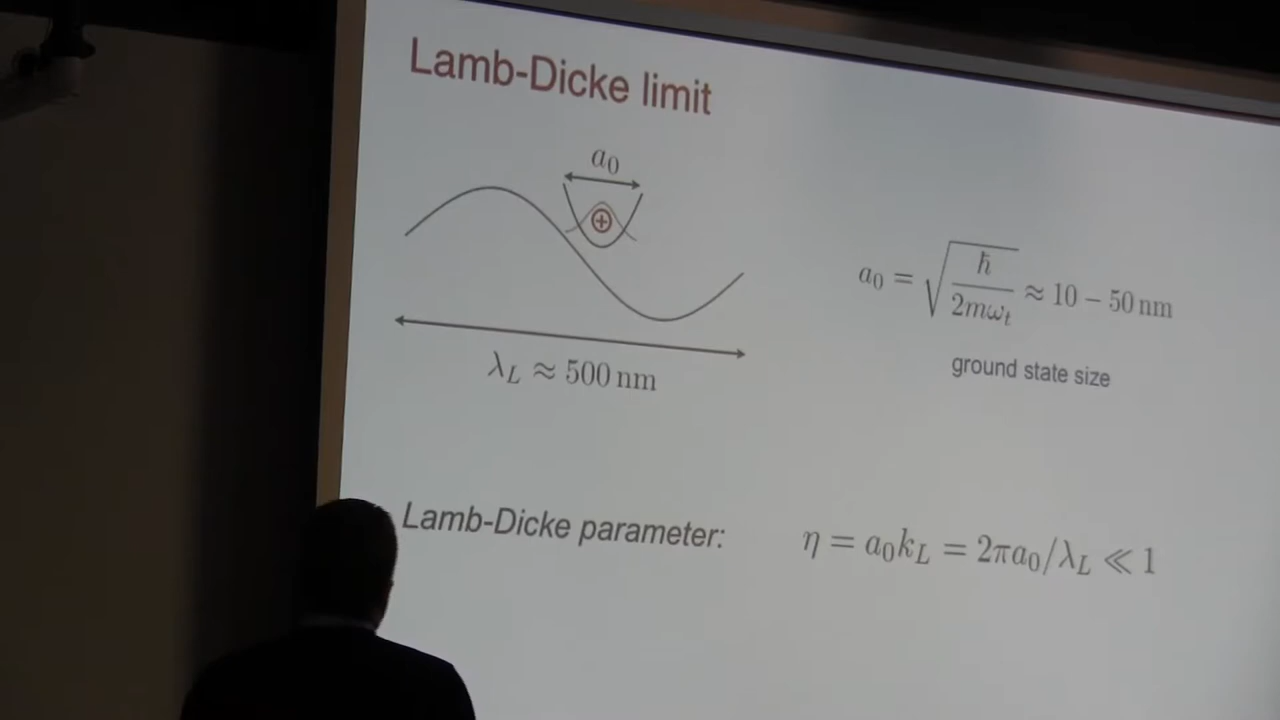 Lamb-Dicke limit
a₀
a₀ = √(ħ / 2mωₜ) ≈ 10 – 50 nm
λ_L ≈ 500 nm
ground state size
Lamb-Dicke parameter: η = a₀k_L = 2πa₀/λ_L ≪ 1